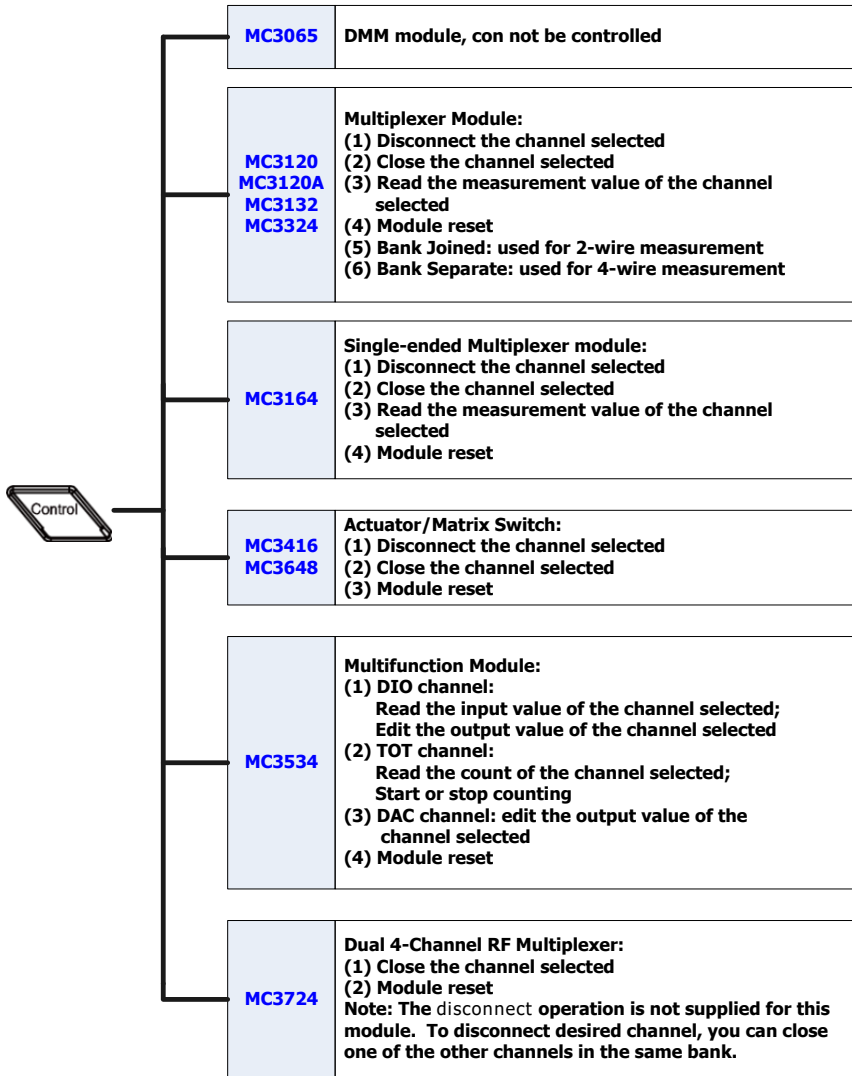 MC3065
DMM module, con not be controlled
MC3120
MC3120A
MC3132
MC3324
Multiplexer Module:
(1) Disconnect the channel selected
(2) Close the channel selected
(3) Read the measurement value of the channel
selected
(4) Module reset
(5) Bank Joined: used for 2-wire measurement
(6) Bank Separate: used for 4-wire measurement
MC3164
Single-ended Multiplexer module:
(1) Disconnect the channel selected
(2) Close the channel selected
(3) Read the measurement value of the channel
selected
(4) Module reset
Control
MC3416
MC3648
Actuator/Matrix Switch:
(1) Disconnect the channel selected
(2) Close the channel selected
(3) Module reset
MC3534
Multifunction Module:
(1) DIO channel:
Read the input value of the channel selected;
Edit the output value of the channel selected
(2) TOT channel:
Read the count of the channel selected;
Start or stop counting
(3) DAC channel: edit the output value of the
channel selected
(4) Module reset
MC3724
Dual 4-Channel RF Multiplexer:
(1) Close the channel selected
(2) Module reset
Note: The disconnect operation is not supplied for this
module. To disconnect desired channel, you can close
one of the other channels in the same bank.